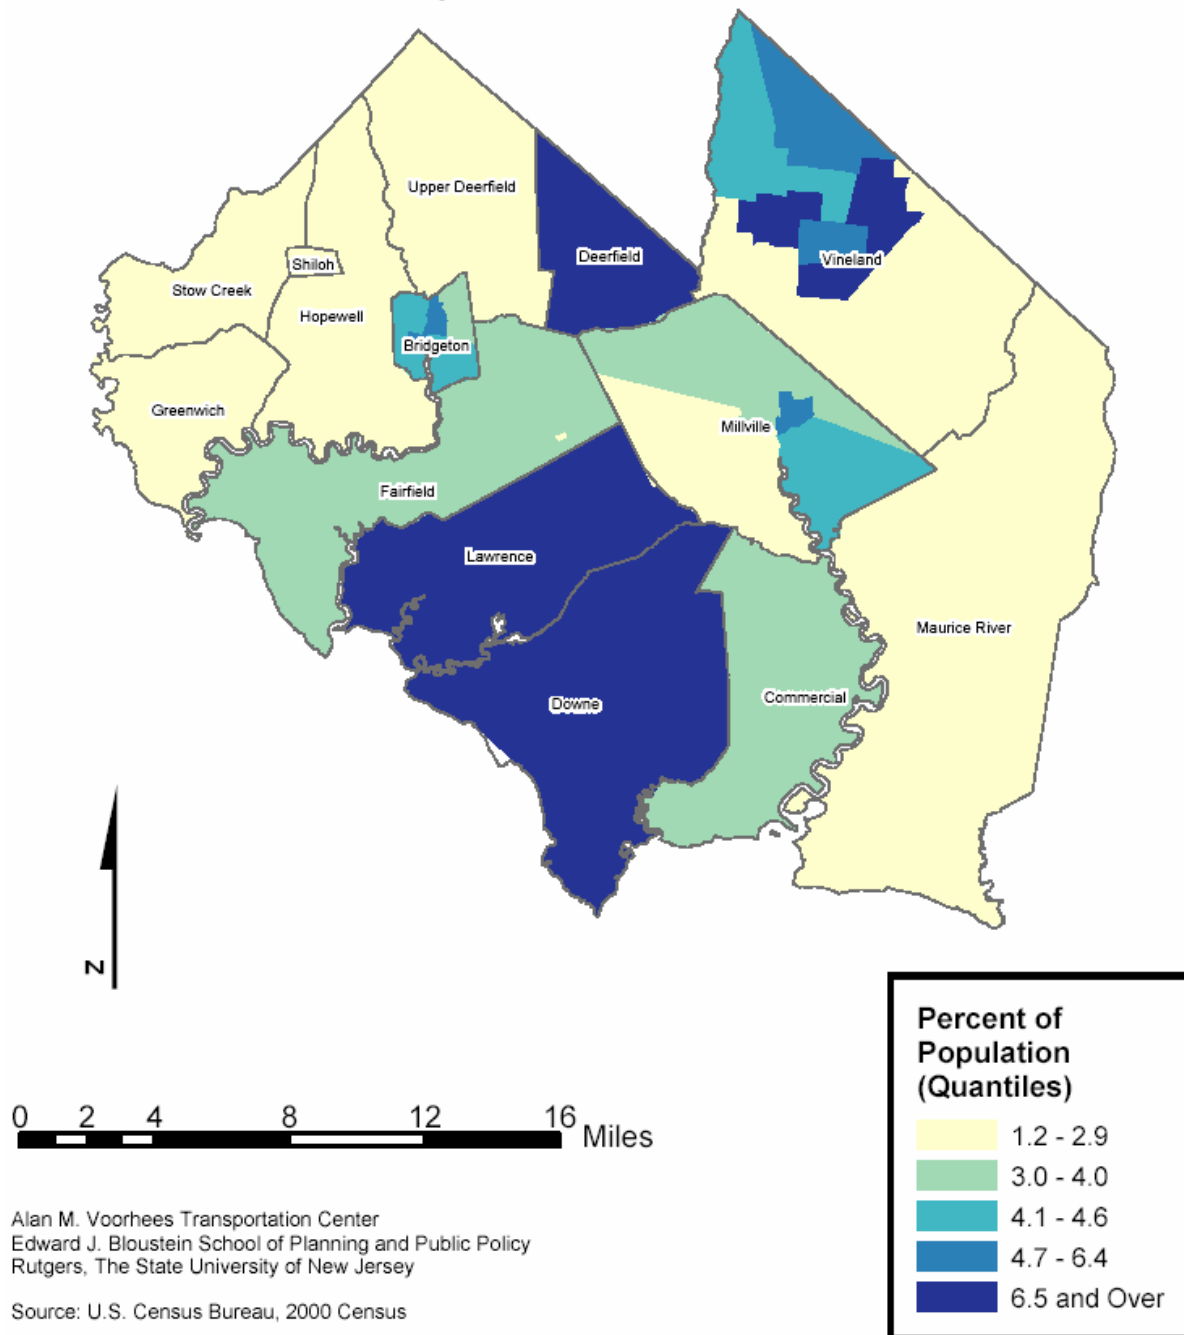 Upper Deerfield
Deerfield
Vineland
Shiloh
Stow Creek
Hopewell
Bridgeton
Greenwich
Millville
Fairfield
Lawrence
Maurice River
Commercial
Downe
N
0 2 4 8 12 16 Miles
Alan M. Voorhees Transportation Center
Edward J. Bloustein School of Planning and Public Policy
Rutgers, The State University of New Jersey
Source: U.S. Census Bureau, 2000 Census
Percent of
Population
(Quantiles)
1.2 - 2.9
3.0 - 4.0
4.1 - 4.6
4.7 - 6.4
6.5 and Over